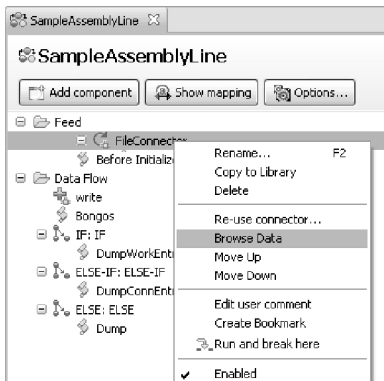 SampleAssemblyLine
SampleAssemblyLine
Add component Show mapping Options...
Feed
FileConnector
Before Initialize
Data Flow
write
Bongos
IF: IF
DumpWorkEnt
ELSE-IF: ELSE-IF
DumpConnEnt
ELSE: ELSE
Dump
Rename... F2
Copy to Library
Delete
Re-use connector...
Browse Data
Move Up
Move Down
Edit user comment
Create Bookmark
Run and break here
Enabled